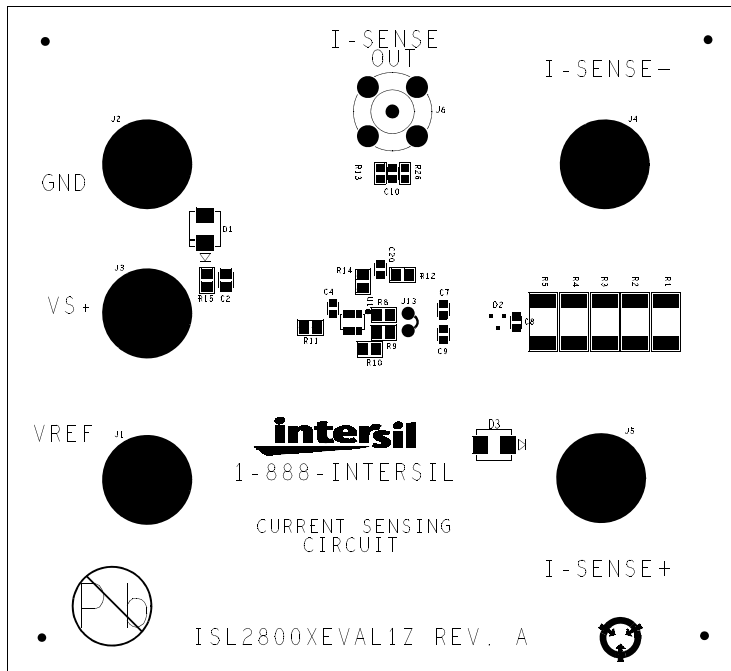 I-SENSE
OUT
I-SENSE-
J2
J6
J4
R13
C10
R26
GND
D1
J3
C20
R14
R12
R5
R4
R3
R2
R1
VS+
R15
C2
C4
U1
R8
J13
C7
D2
C8
R11
R9
C9
R10
VREF
J1
intersil
D3
J5
1-888-INTERSIL
CURRENT SENSING
CIRCUIT
I-SENSE+
Pb
ISL2800XEVAL1Z REV. A